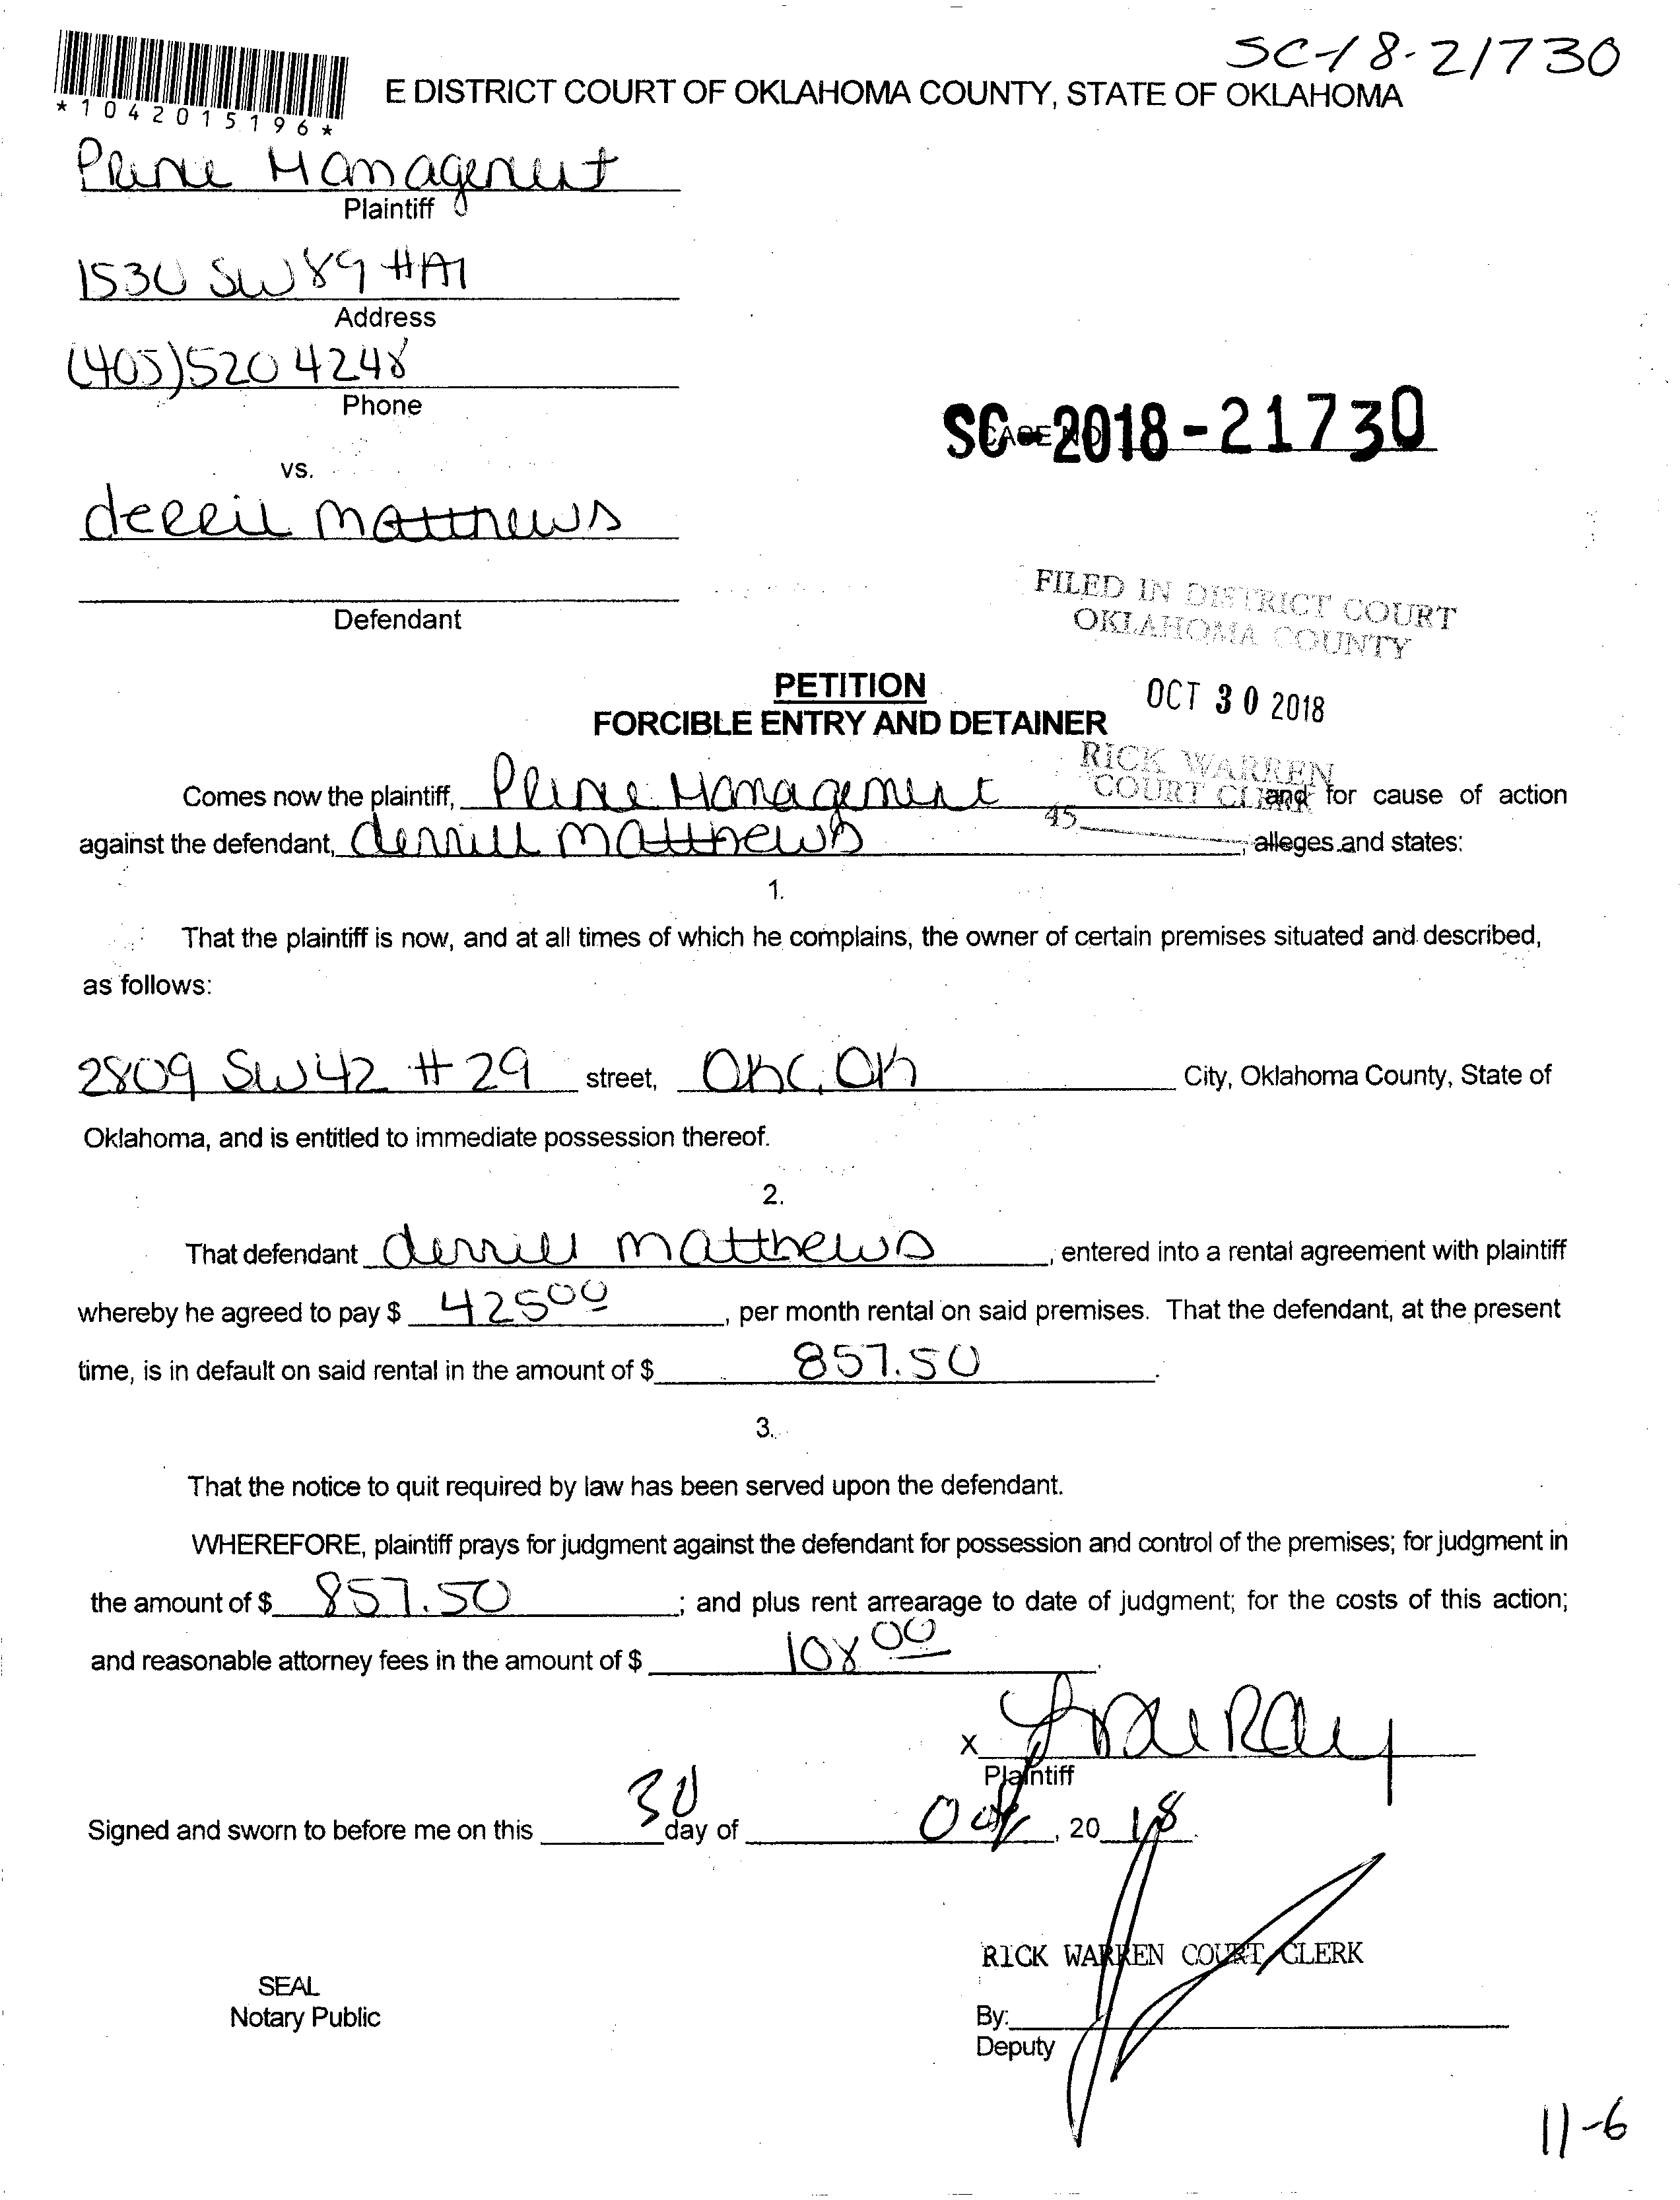 SC-18-21730
*1042015196*
E DISTRICT COURT OF OKLAHOMA COUNTY, STATE OF OKLAHOMA
Prine Management
Plaintiff
1530 SW 89 #A1
Address
(405)520 4248
Phone
SC-2018-21730
CASE NO
vs.
derril matthews
Defendant
FILED IN DISTRICT COURT
OKLAHOMA COUNTY
PETITION
OCT 30 2018
FORCIBLE ENTRY AND DETAINER
RICK WARREN
COURT CLERK
Comes now the plaintiff, Prine Management and for cause of action
45
against the defendant, derrill matthews, alleges and states:
1.
That the plaintiff is now, and at all times of which he complains, the owner of certain premises situated and described,
as follows:
2809 SW 42 # 29 street, OKC, OK City, Oklahoma County, State of
Oklahoma, and is entitled to immediate possession thereof.
2.
That defendant derrill matthews, entered into a rental agreement with plaintiff
whereby he agreed to pay $ 425 00, per month rental on said premises. That the defendant, at the present
time, is in default on said rental in the amount of $ 857.50.
3.
That the notice to quit required by law has been served upon the defendant.
WHEREFORE, plaintiff prays for judgment against the defendant for possession and control of the premises; for judgment in
the amount of $ 857.50; and plus rent arrearage to date of judgment; for the costs of this action;
and reasonable attorney fees in the amount of $ 108 00.
X
Plaintiff
Signed and sworn to before me on this 30 day of Oct, 2018.
RICK WARREN COURT CLERK
SEAL
Notary Public
By:
Deputy
11-6